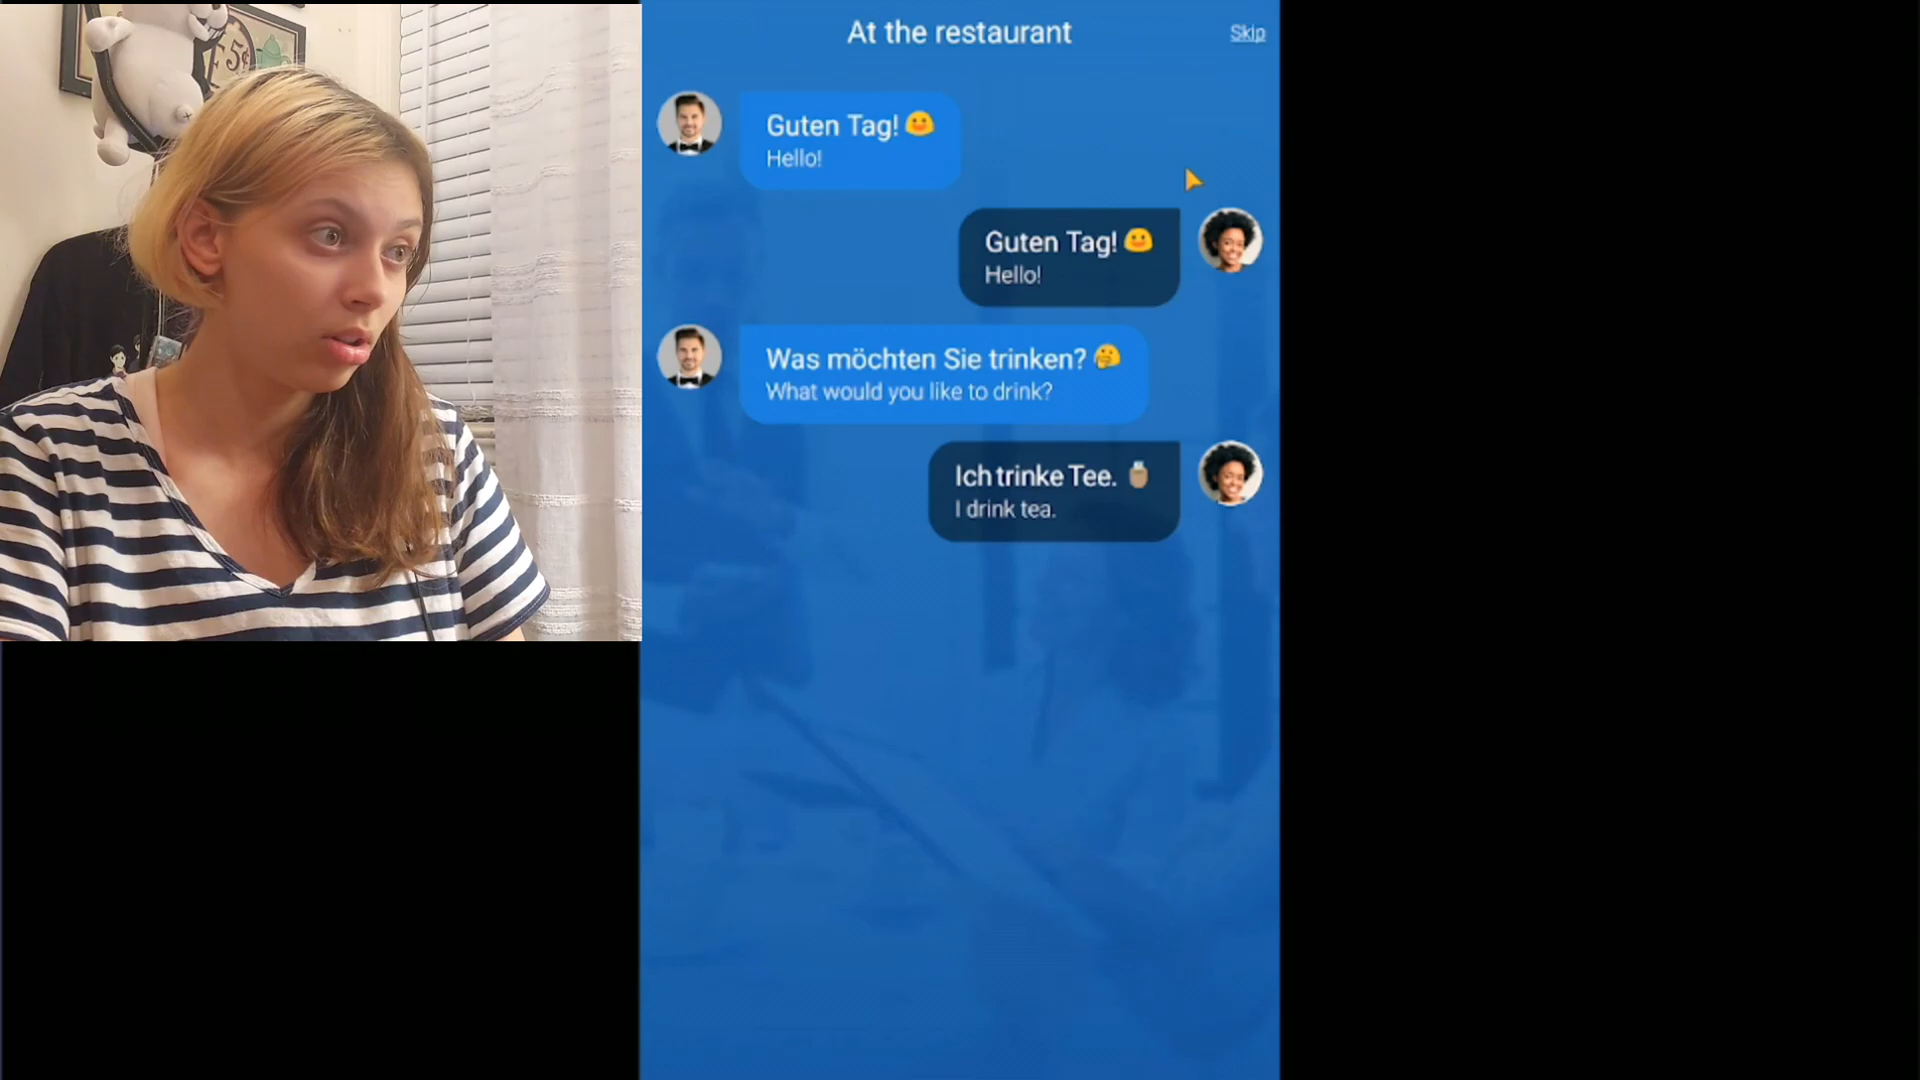 5¢
At the restaurant
Skip
Guten Tag!
Hello!
Guten Tag!
Hello!
Was möchten Sie trinken?
What would you like to drink?
Ich trinke Tee.
I drink tea.